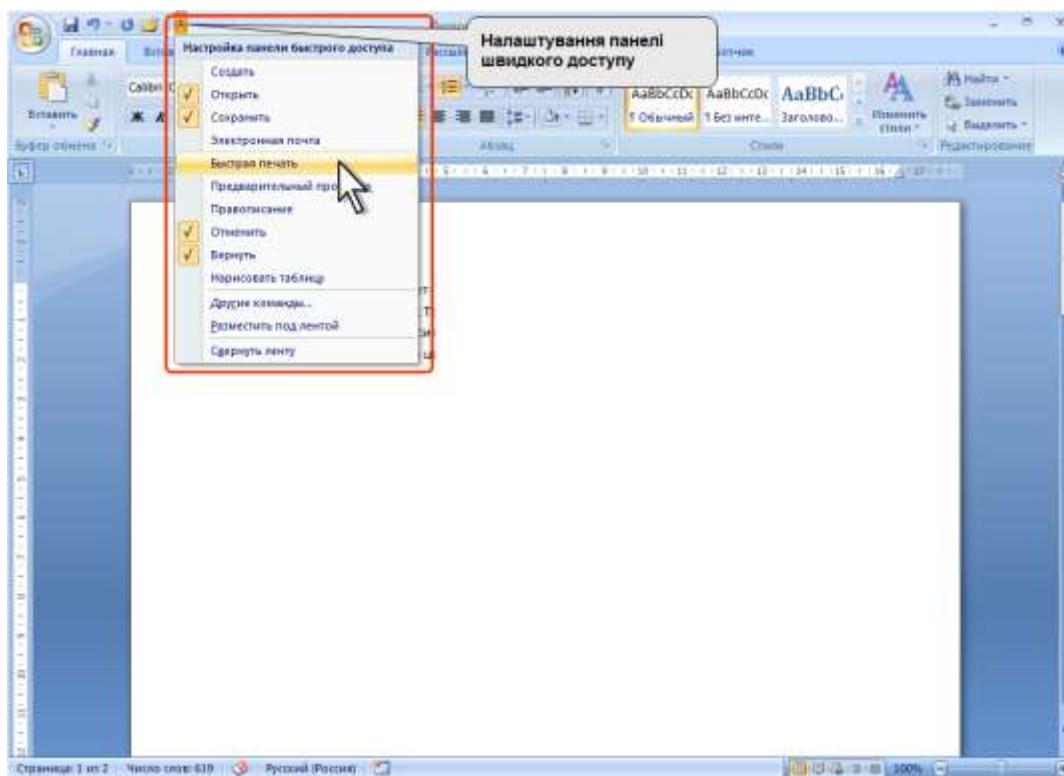 Налаштування панелі
швидкого доступу
Главная
Настройка панели быстрого доступа
Создать
Открыть
Сохранить
Электронная почта
Быстрая печать
Предварительный
Правописание
Отменить
Вернуть
Нарисовать таблицу
Другие команды...
Разместить под лентой
Свернуть ленту
Вставить
Буфер обмена
Calibri
Ж К
Абзац
AaBbCcDc AaBbCcDc AaBbC
¶ Обычный ¶ Без инте... Заголово...
Изменить
стили
Стили
Найти
Заменить
Выделить
Редактирование
Страница: 1 из 2 Число слов: 619 Русский (Россия) 100%